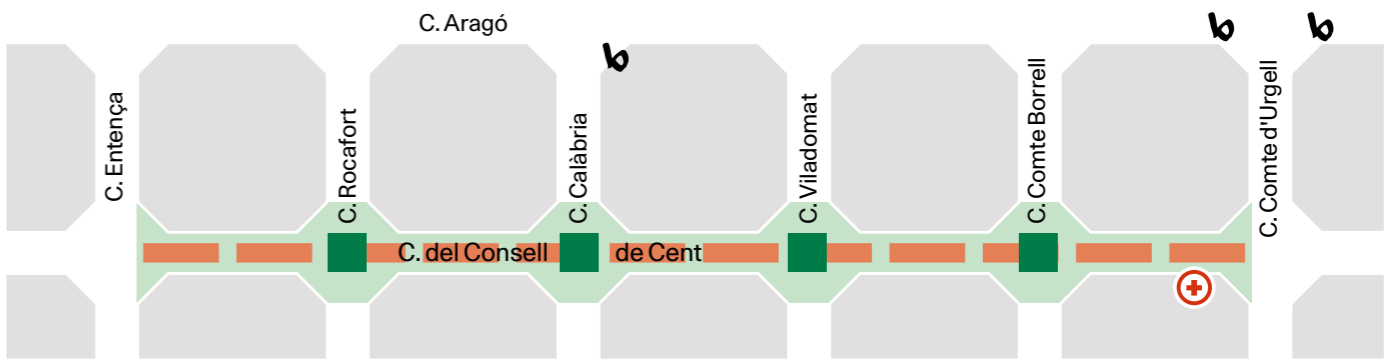 C. Aragó
C. Entença
C. Rocafort
C. Calàbria
C. Viladomat
C. Comte Borrell
C. Comte d'Urgell
C. del Consell de Cent